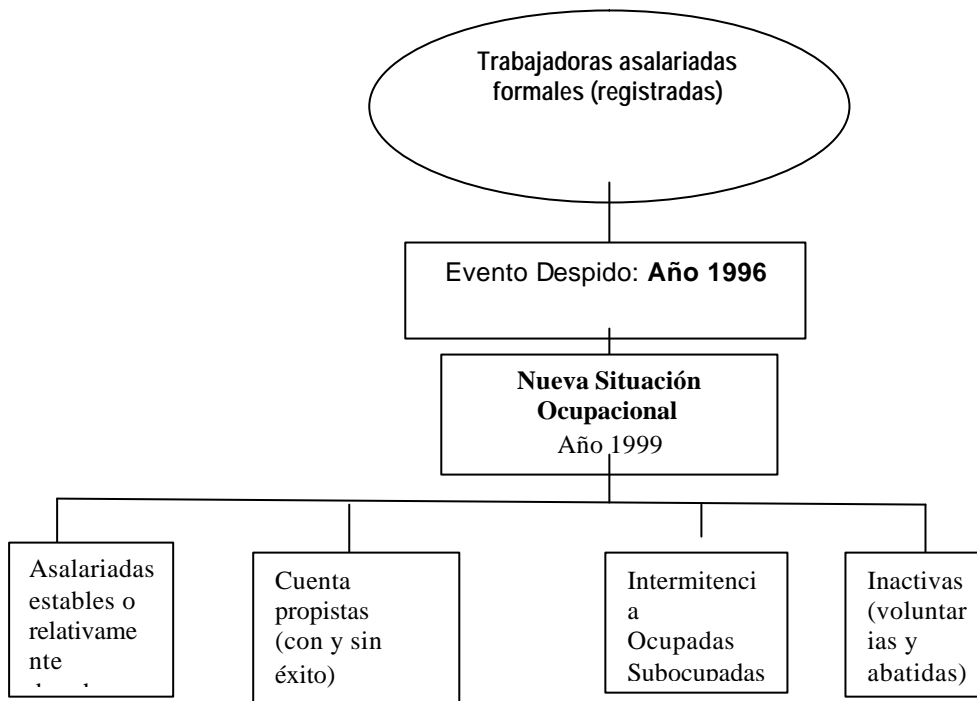 Trabajadoras asalariadas
formales (registradas)
Evento Despido: Año 1996
Nueva Situación
Ocupacional
Año 1999
Asalariadas
estables o
relativame
nte
Cuenta
propistas
(con y sin
éxito)
Intermitenci
a
Ocupadas
Subocupadas
Inactivas
(voluntar
ias y
abatidas)